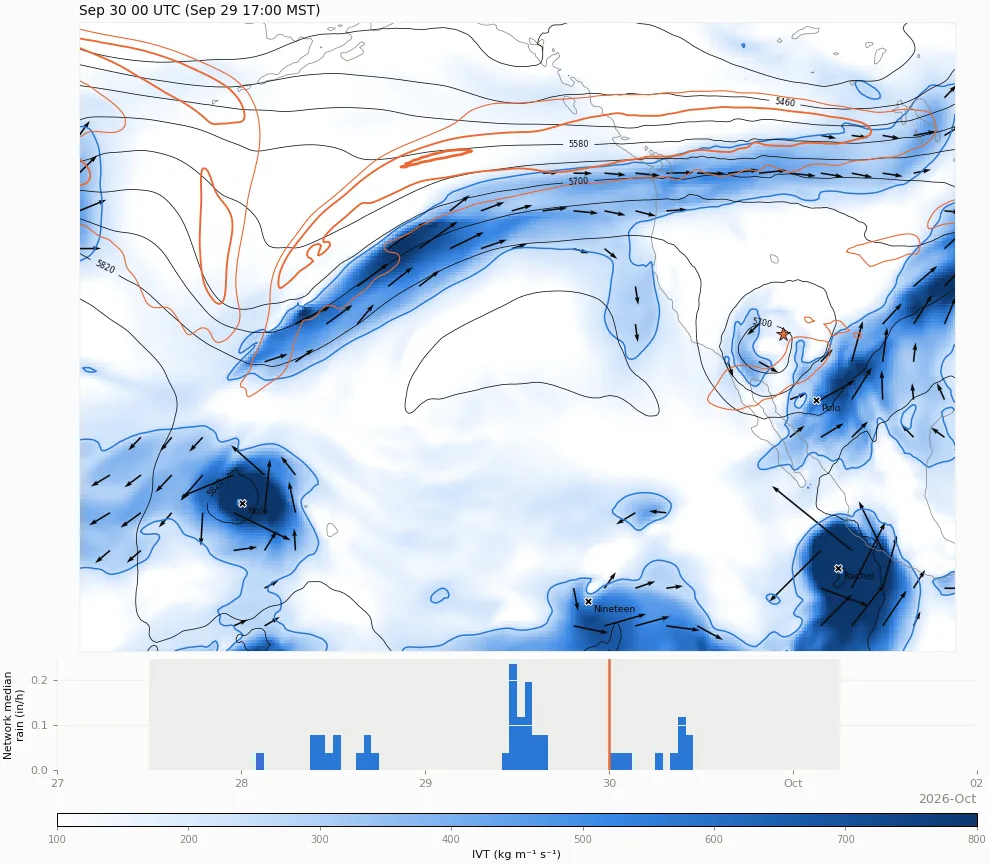 Sep 30 00 UTC (Sep 29 17:00 MST)
5460
5580
5700
5820
5700
Polo
Rachel
Nineteen
Network median
rain (in/h)
0.2
0.1
0.0
27
28
29
30
Oct
02
2026-Oct
100
200
300
400
500
600
700
800
IVT (kg m⁻¹ s⁻¹)